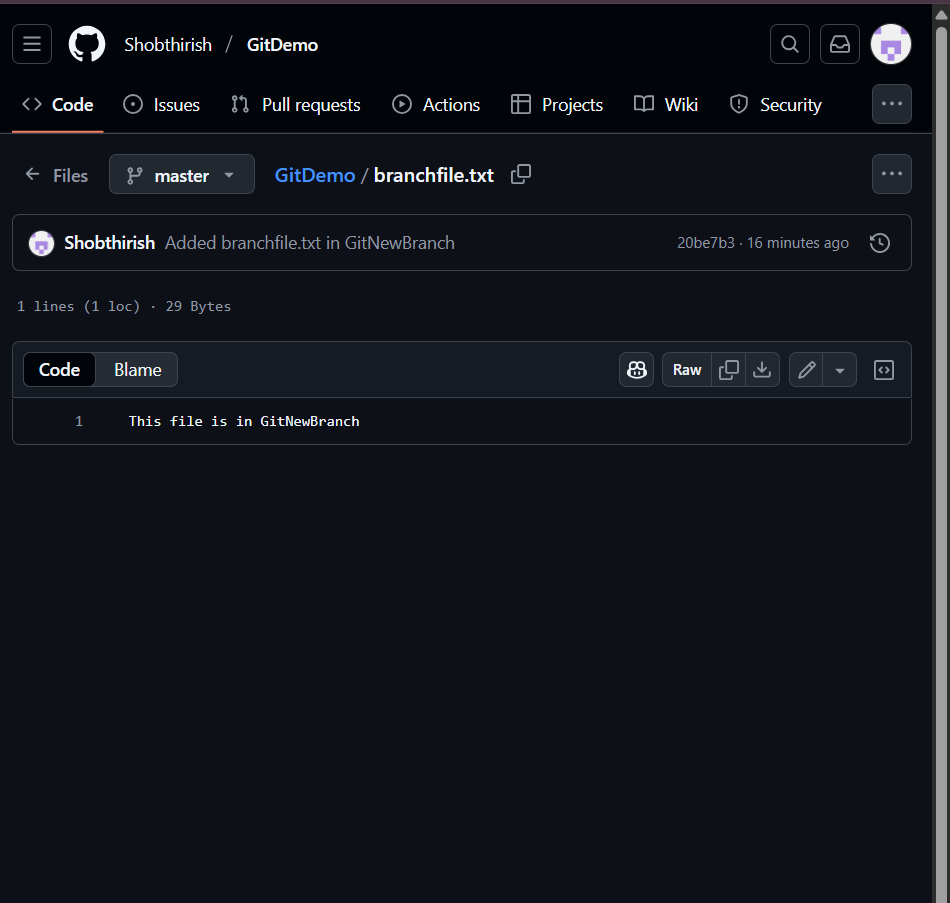 Shobthirish / GitDemo
Code Issues Pull requests Actions Projects Wiki Security
Files master GitDemo / branchfile.txt
Shobthirish Added branchfile.txt in GitNewBranch 20be7b3 · 16 minutes ago
1 lines (1 loc) · 29 Bytes
Code Blame Raw
1 This file is in GitNewBranch